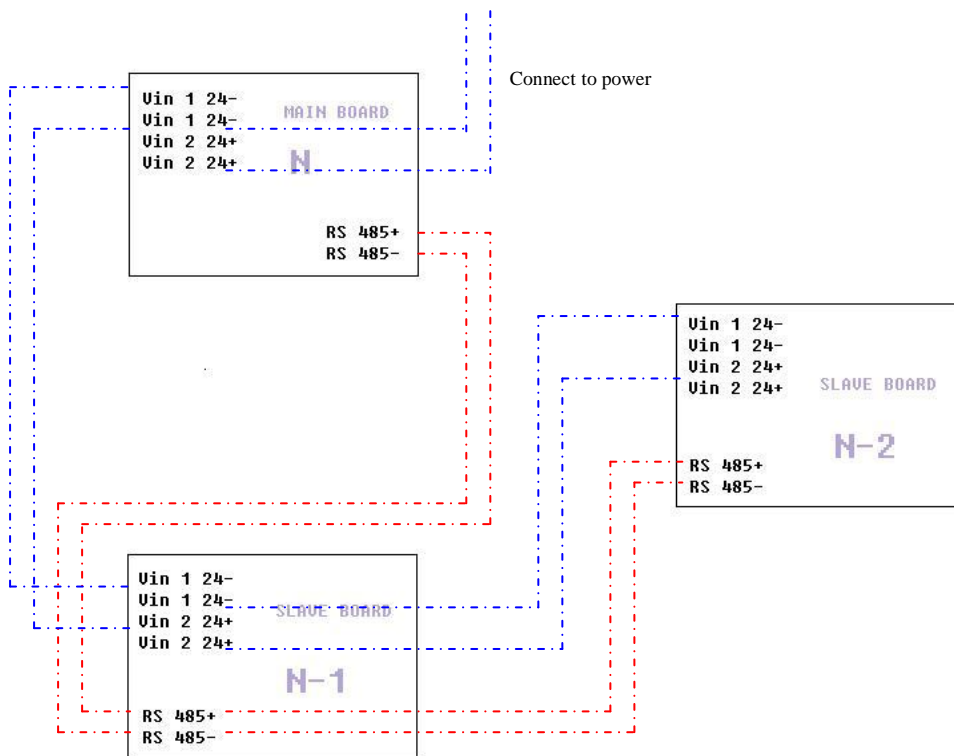 Connect to power
Vin 1 24-
Vin 1 24-
Vin 2 24+
Vin 2 24+
MAIN BOARD
N
RS 485+
RS 485-
Vin 1 24-
Vin 1 24-
Vin 2 24+
Vin 2 24+
SLAVE BOARD
N-2
RS 485+
RS 485-
Vin 1 24-
Vin 1 24-
Vin 2 24+
Vin 2 24+
SLAVE BOARD
N-1
RS 485+
RS 485-